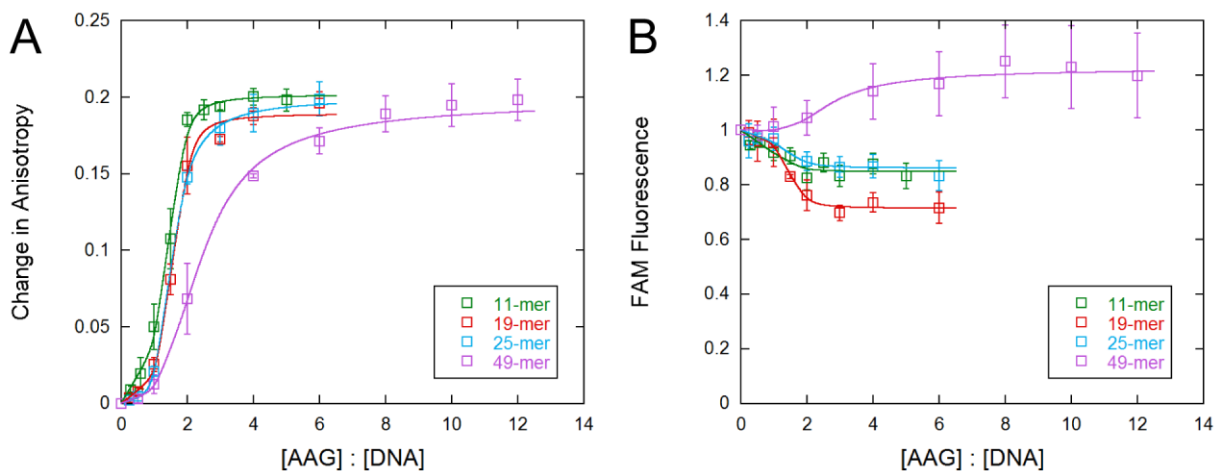 A
Change in Anisotropy
0.25
0.2
0.15
0.1
0.05
0
0 2 4 6 8 10 12 14
[AAG] : [DNA]
11-mer
19-mer
25-mer
49-mer
B
FAM Fluorescence
1.4
1.2
1
0.8
0.6
0.4
0.2
0
0 2 4 6 8 10 12 14
[AAG] : [DNA]
11-mer
19-mer
25-mer
49-mer